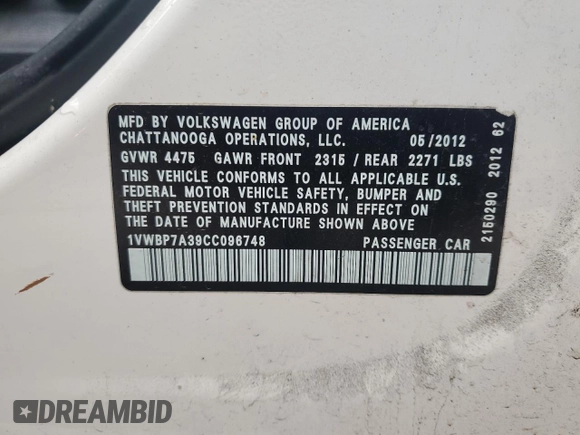 MFD BY VOLKSWAGEN GROUP OF AMERICA
CHATTANOOGA OPERATIONS, LLC. 05/2012
GVWR 4475 GAWR FRONT 2315 / REAR 2271 LBS
THIS VEHICLE CONFORMS TO ALL APPLICABLE U.S.
FEDERAL MOTOR VEHICLE SAFETY, BUMPER AND
THEFT PREVENTION STANDARDS IN EFFECT ON
THE DATE OF MANUFACTURE SHOWN ABOVE
1VWBP7A39CC096748 PASSENGER CAR
2150290 2012 62
DREAMBID